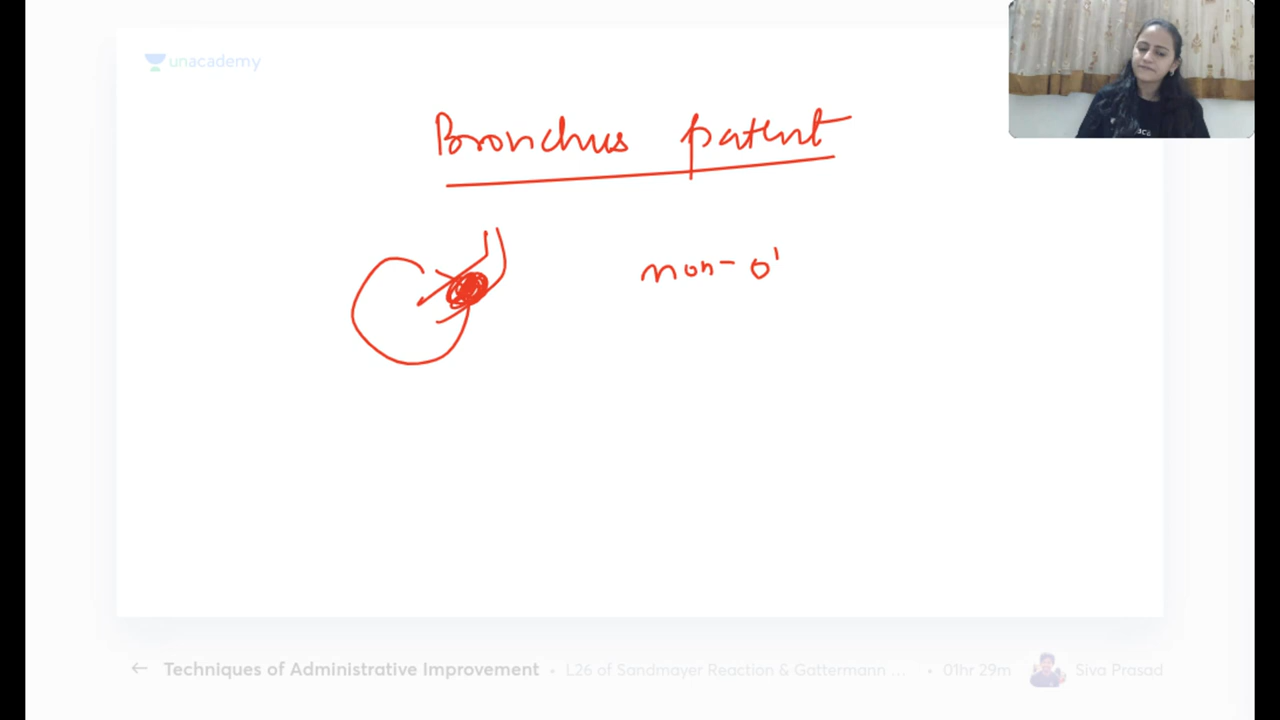 unacademy
Bronchus patent
non-o'
← Techniques of Administrative Improvement • L26 of Sandmayer Reaction & Gattermann ... • 01hr 29m Siva Prasad